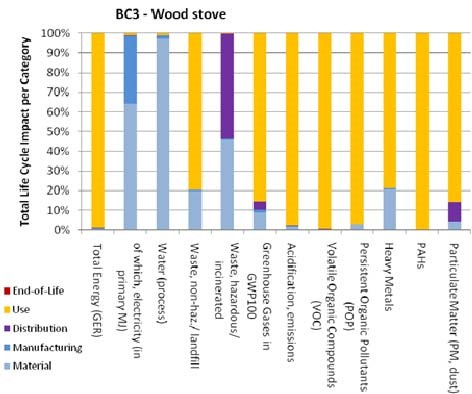 BC3 - Wood stove
Total Life Cycle Impact per Category
100%
90%
80%
70%
60%
50%
40%
30%
20%
10%
0%
Total Energy (GER)
of which, electricity (in
primary MJ)
Water (process)
Waste, non-haz./ landfill
Waste, hazardous/
incinerated
Greenhouse Gases in
GWP100
Acidification, emissions
Volatile Organic Compounds
(VOC)
Persistent Organic Pollutants
(POP)
Heavy Metals
PAHs
Particulate Matter (PM, dust)
End-of-Life
Use
Distribution
Manufacturing
Material